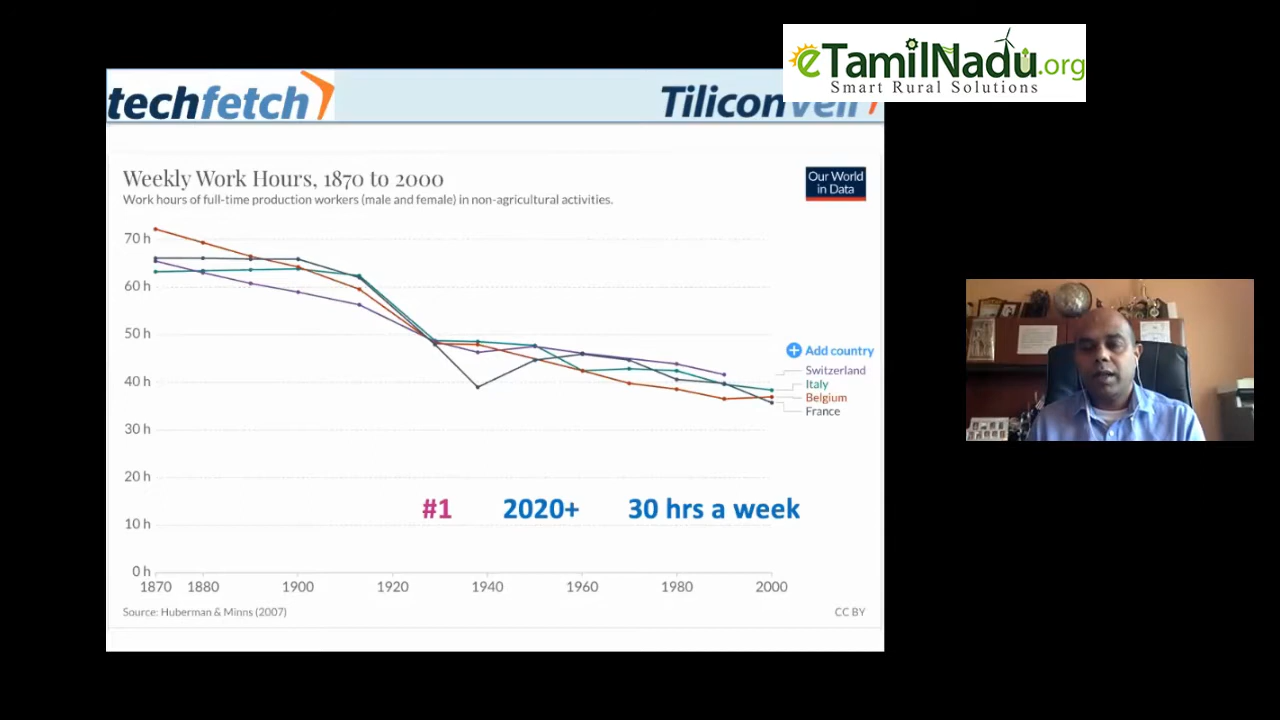 eTamilNadu.org
Smart Rural Solutions
techfetch
Tiliconveli
Weekly Work Hours, 1870 to 2000
Work hours of full-time production workers (male and female) in non-agricultural activities.
Our World
in Data
70 h
60 h
50 h
40 h
30 h
20 h
10 h
0 h
Add country
Switzerland
Italy
Belgium
France
#1 2020+ 30 hrs a week
1870 1880 1900 1920 1940 1960 1980 2000
Source: Huberman & Minns (2007)
CC BY